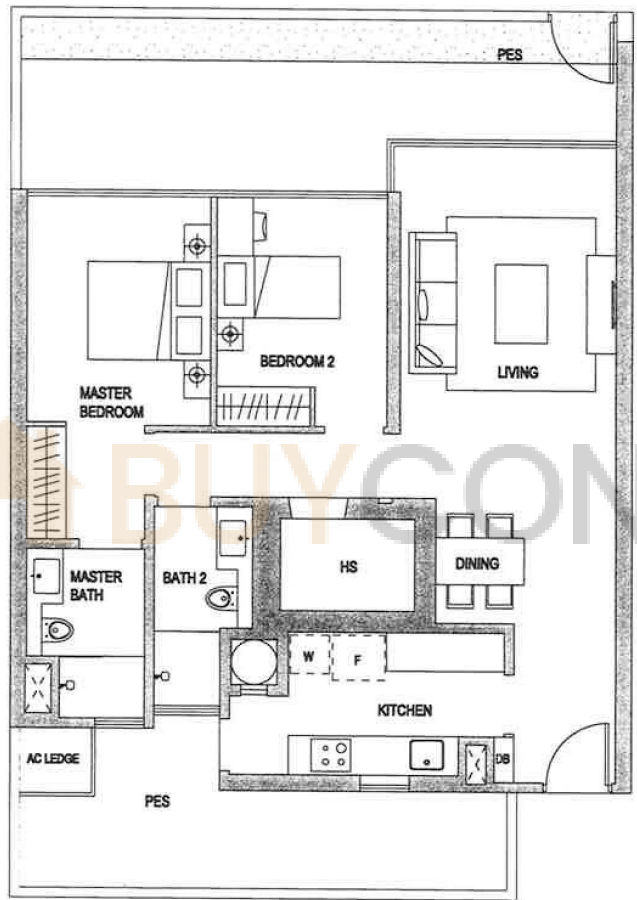 PES
BEDROOM 2
LIVING
MASTER
BEDROOM
BUYCON
MASTER
BATH
BATH 2
HS
DINING
W
F
KITCHEN
AC LEDGE
DB
PES